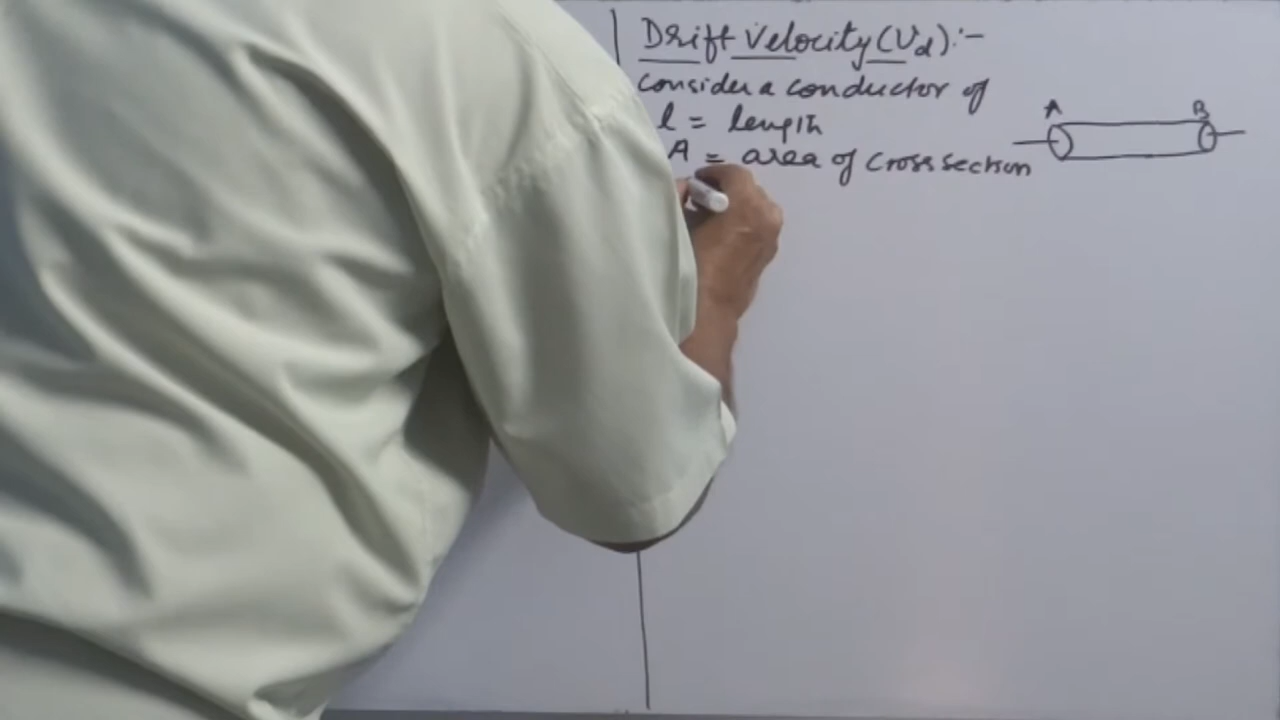 Drift Velocity (Vd):-
Consider a conductor of
l = length
A = area of cross section
A B